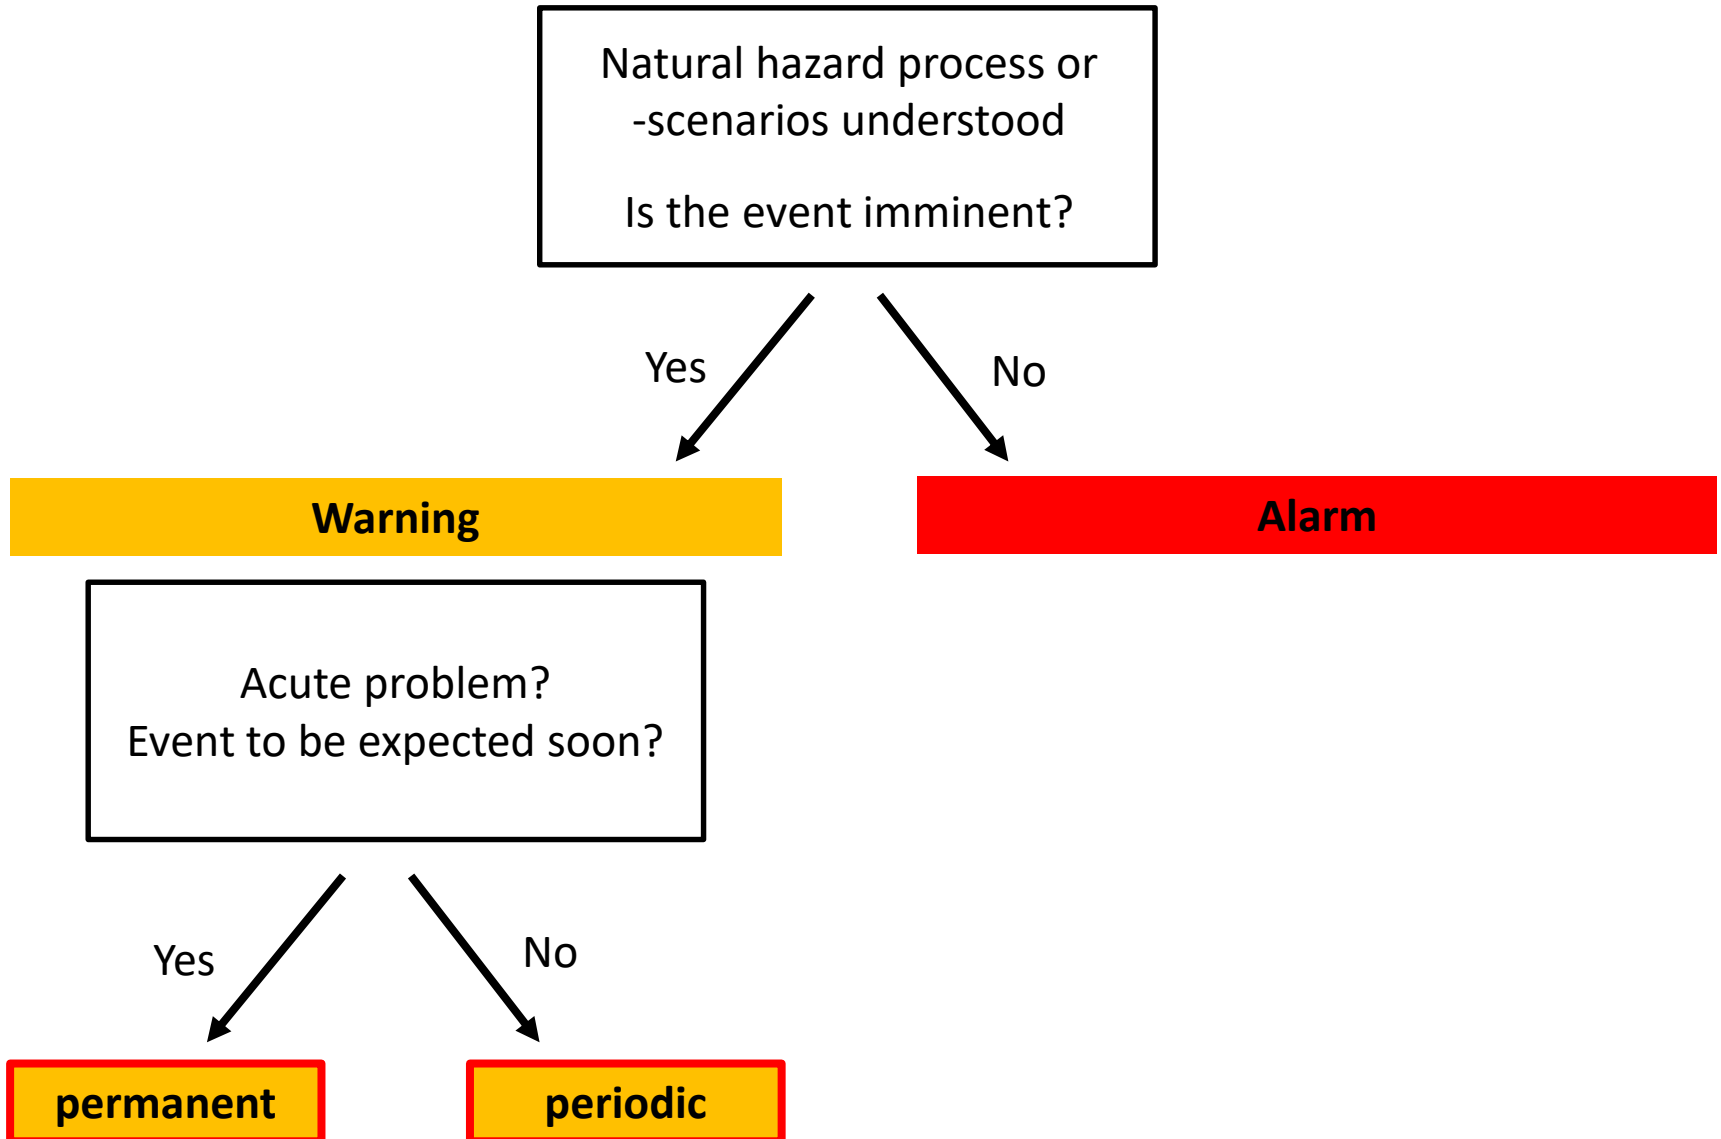 Natural hazard process or
-scenarios understood
Is the event imminent?
Yes
No
Warning
Alarm
Acute problem?
Event to be expected soon?
Yes
No
permanent
periodic